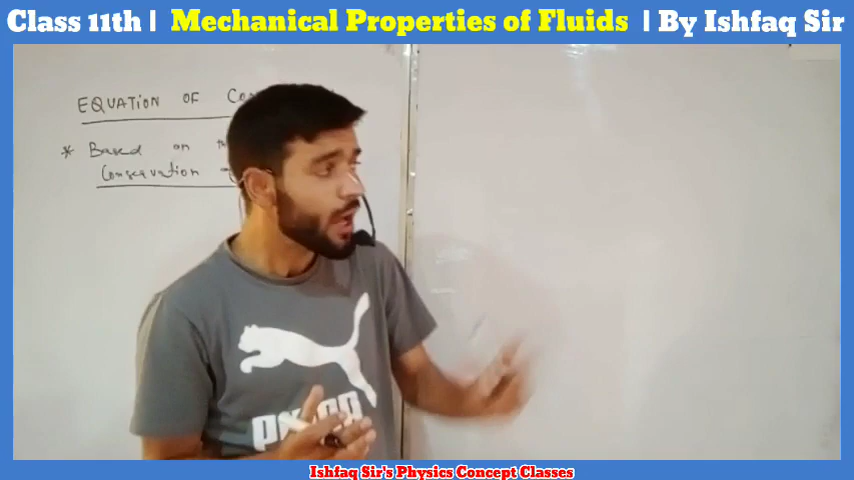 Class 11th | Mechanical Properties of Fluids | By Ishfaq Sir
EQUATION OF
* Based on
Conservation
PUMA
Ishfaq Sir's Physics Concept Classes